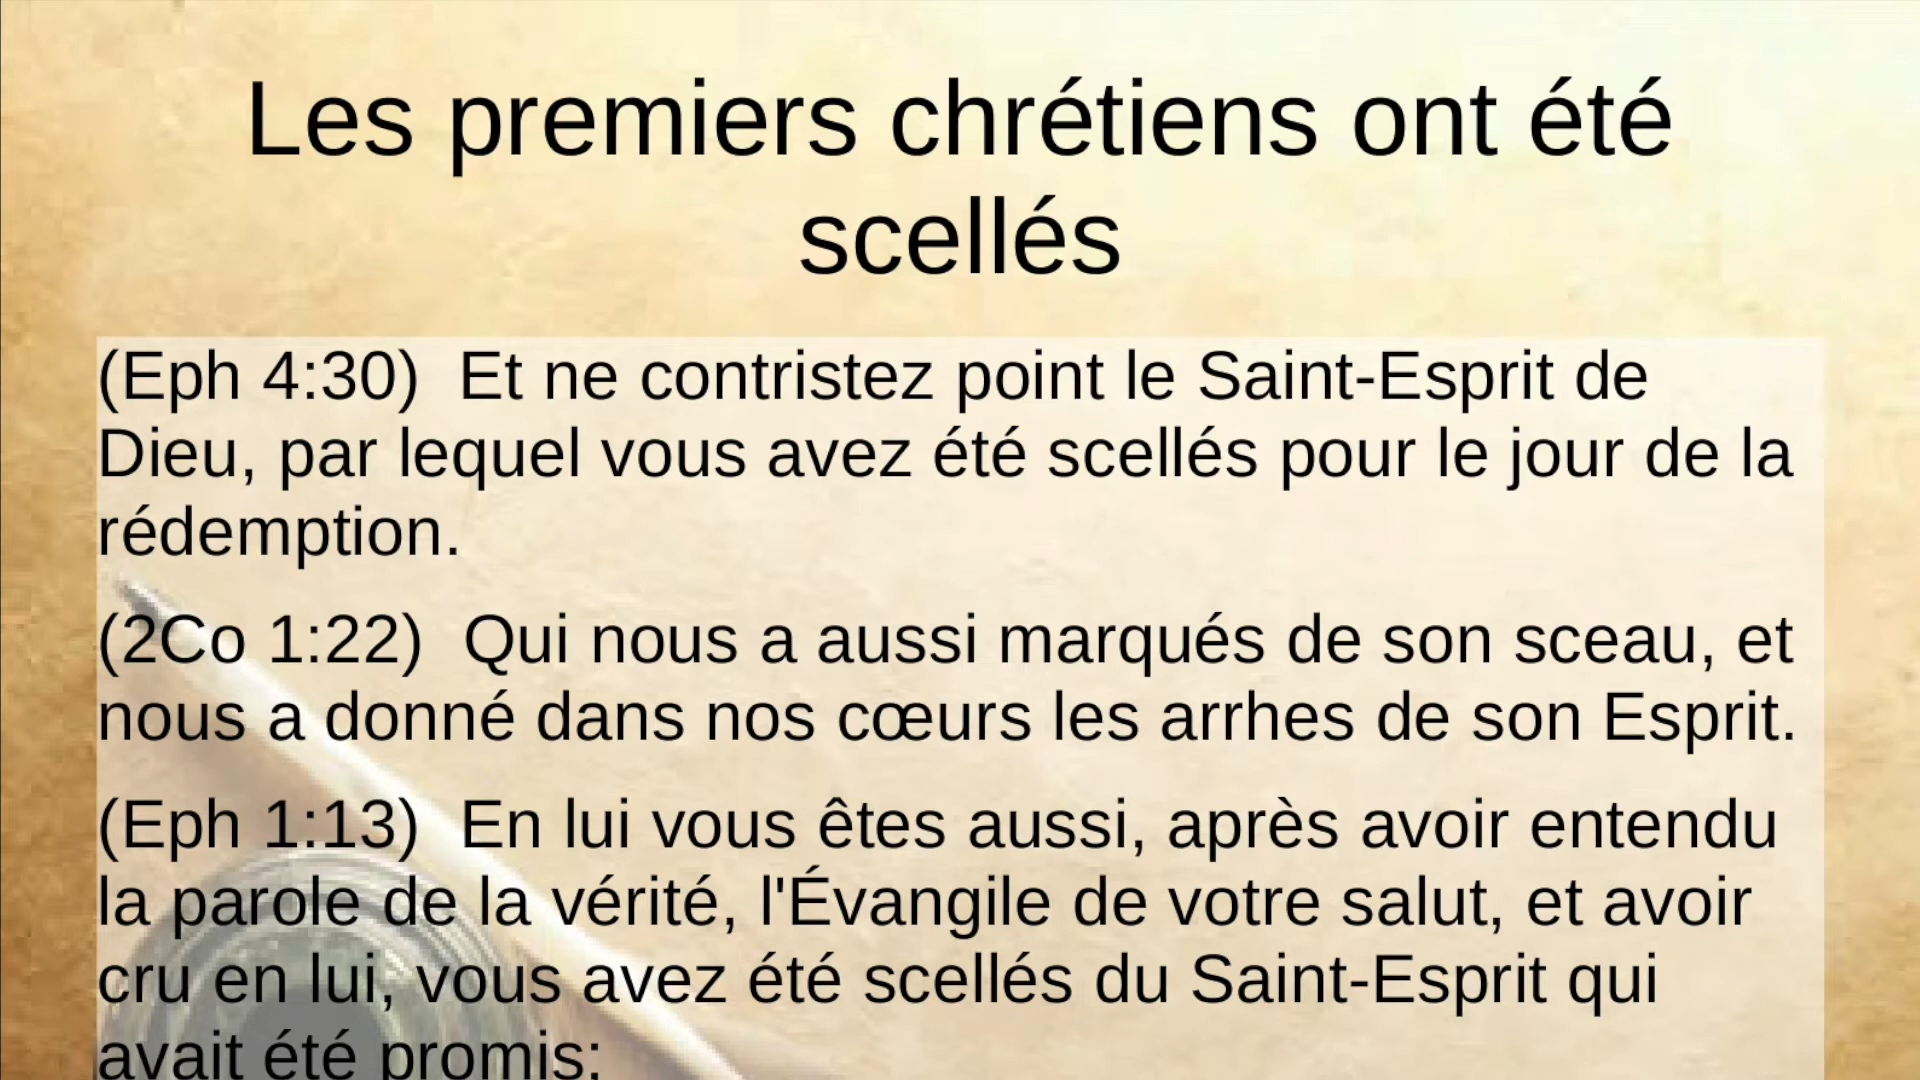 Les premiers chrétiens ont été
scellés
(Eph 4:30)  Et ne contristez point le Saint-Esprit de
Dieu, par lequel vous avez été scellés pour le jour de la
rédemption.
(2Co 1:22)  Qui nous a aussi marqués de son sceau, et
nous a donné dans nos cœurs les arrhes de son Esprit.
(Eph 1:13)  En lui vous êtes aussi, après avoir entendu
la parole de la vérité, l'Évangile de votre salut, et avoir
cru en lui, vous avez été scellés du Saint-Esprit qui
avait été promis;